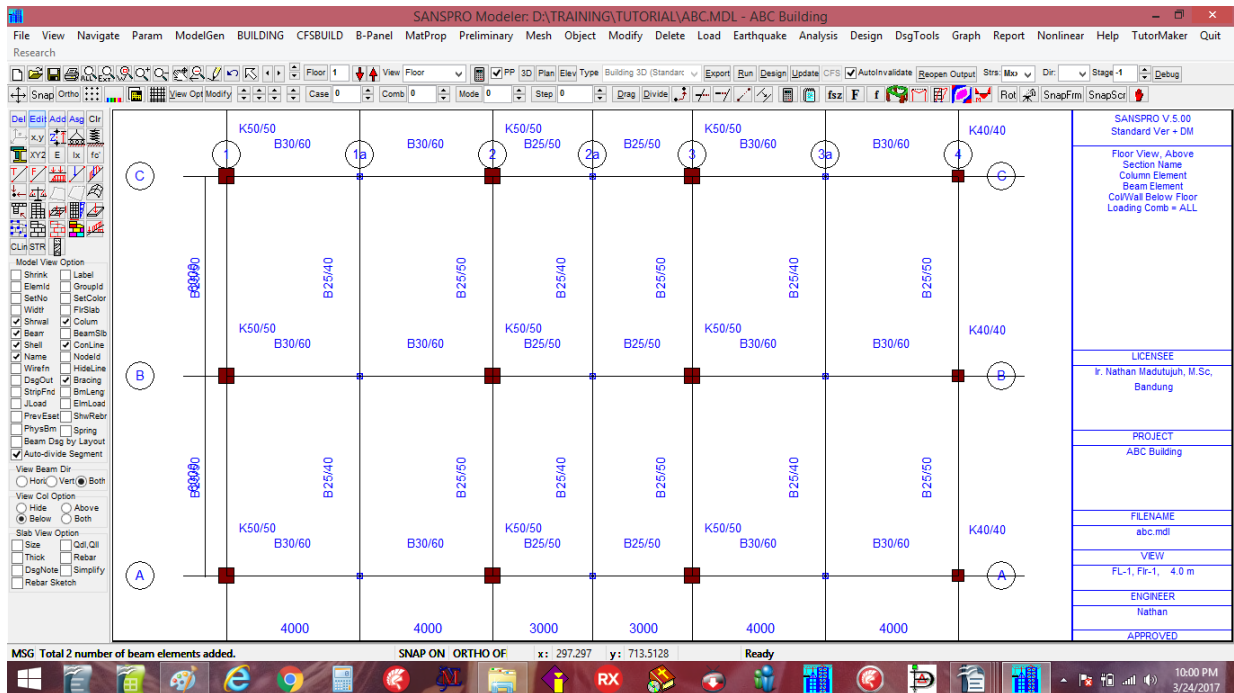 SANSPRO Modeler: D:\TRAINING\TUTORIAL\ABC.MDL - ABC Building
File View Navigate Param ModelGen BUILDING CFSBUILD B-Panel MatProp Preliminary Mesh Object Modify Delete Load Earthquake Analysis Design DsgTools Graph Report Nonlinear Help TutorMaker Quit
Research
Floor 1 View Floor PP 3D Plan Elev Type Building 3D (Standarc Export Run Design Update CFS AutoInvalidate Reopen Output Strs: Mxx Dir: Stage -1 Debug
Snap Ortho View Opt Modify Case 0 Comb 0 Mode 0 Step 0 Drag Divide fsz F f Rot SnapFrm SnapScr
Del Edit Add Asg Clr
x.y
XY2 E Ix fc'
CLin STR
Model View Option
Shrink Label
ElemId GroupId
SetNo SetColor
Width FlrSlab
Shrwal Colum
Bearr BeamSlb
Shell ConLine
Name NodeId
Wirefn HideLine
DsgOut Bracing
StripFnd BmLeng
JLoad ElmLoad
PrevEset ShwRebr
PhysBm Spring
Beam Dsg by Layout
Auto-divide Segment
View Beam Dir
Hori Vert Both
View Col Option
Hide Above
Below Both
Slab View Option
Size Qdl,Qll
Thick Rebar
DsgNote Simplify
Rebar Sketch
K50/50 K50/50 K50/50 K40/40
B30/60 B30/60 B25/50 B25/50 B30/60 B30/60
1 1a 2 2a 3 3a 4
C C
B25/40 B25/50 B25/40 B25/50 B25/40 B25/50
K50/50 K50/50 K50/50 K40/40
B30/60 B30/60 B25/50 B25/50 B30/60 B30/60
B B
B25/40 B25/50 B25/40 B25/50 B25/40 B25/50
K50/50 K50/50 K50/50 K40/40
B30/60 B30/60 B25/50 B25/50 B30/60 B30/60
A A
4000 4000 3000 3000 4000 4000
SANSPRO V.5.00
Standard Ver + DM
Floor View, Above
Section Name
Column Element
Beam Element
Col/Wall Below Floor
Loading Comb = ALL
LICENSEE
Ir. Nathan Madutujuh, M.Sc,
Bandung
PROJECT
ABC Building
FILENAME
abc.mdl
VIEW
FL-1, Flr-1, 4.0 m
ENGINEER
Nathan
APPROVED
MSG Total 2 number of beam elements added. SNAP ON ORTHO OF x: 297.297 y: 713.5128 Ready
RX
10:00 PM
3/24/2017